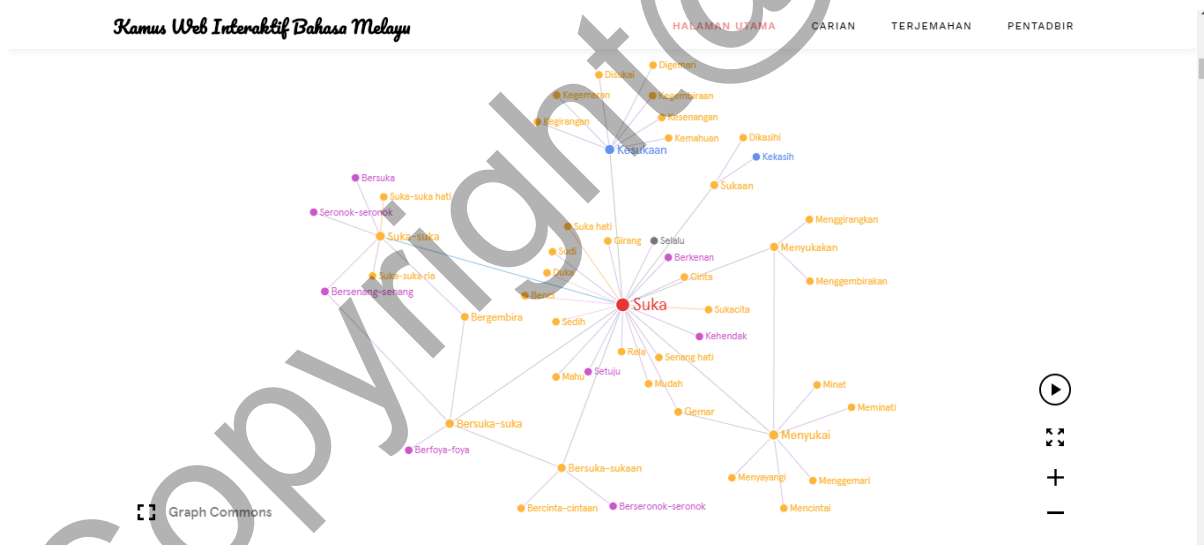 Kamus Web Interaktif Bahasa Melayu
HALAMAN UTAMA CARIAN TERJEMAHAN PENTADBIR
Digemari
Disukai
Kegemaran
Kegembiraan
Kesenangan
Kegirangan
Kemahuan
Dikasihi
Kesukaan
Kekasih
Bersuka
Sukaan
Suka-suka hati
Seronok-seronok
Menggirangkan
Suka hati
Suka-suka
Girang
Selalu
Menyukakan
Sudi
Berkenan
Duka
Suka-suka ria
Cinta
Menggembirakan
Bersenang-senang
Benci
Suka
Sukacita
Bergembira
Sedih
Kehendak
Rela
Senang hati
Setuju
Mahu
Mudah
Minat
Meminati
Gemar
Bersuka-suka
Menyukai
Berfoya-foya
Bersuka-sukaan
Menyayangi
Menggemari
Bercinta-cintaan
Berseronok-seronok
Mencintai
Graph Commons
Copyright@